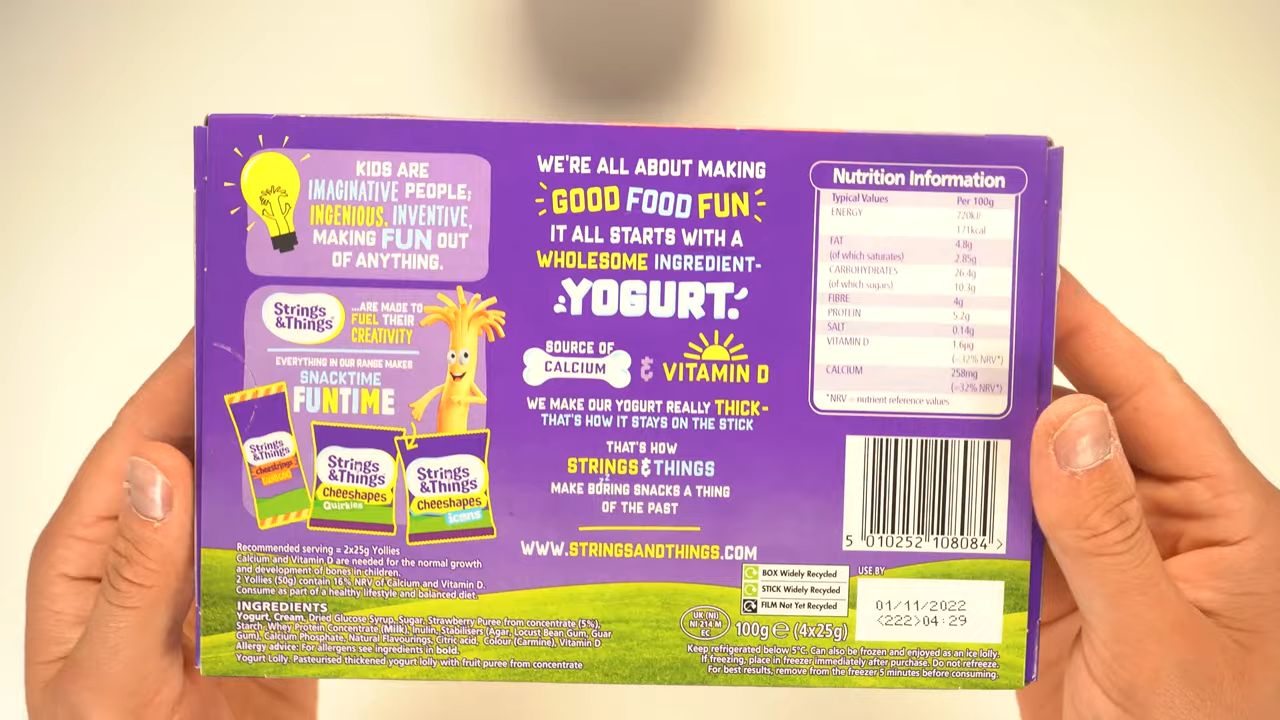 KIDS ARE
IMAGINATIVE PEOPLE;
INGENIOUS, INVENTIVE,
MAKING FUN OUT
OF ANYTHING.
Strings
&Things
...ARE MADE TO
FUEL THEIR
CREATIVITY
EVERYTHING IN OUR RANGE MAKES
SNACKTIME
FUNTIME
Strings
&Things
cheestrings
Strings
&Things
Cheeshapes
Quirkies
Strings
&Things
Cheeshapes
icons
Recommended serving = 2x25g Yollies
Calcium and Vitamin D are needed for the normal growth
and development of bones in children.
2 Yollies (50g) contain 16% NRV of Calcium and Vitamin D.
Consume as part of a healthy lifestyle and balanced diet.
INGREDIENTS
Yogurt, Cream, Dried Glucose Syrup, Sugar, Strawberry Puree from concentrate (5%),
Starch, Whey Protein Concentrate (Milk), Inulin, Stabilisers (Agar, Locust Bean Gum, Guar
Gum), Calcium Phosphate, Natural Flavourings, Citric acid, Colour (Carmine), Vitamin D
Allergy advice: For allergens see ingredients in bold.
Yogurt Lolly. Pasteurised thickened yogurt lolly with fruit puree from concentrate
WE'RE ALL ABOUT MAKING
GOOD FOOD FUN
IT ALL STARTS WITH A
WHOLESOME INGREDIENT-
YOGURT.
SOURCE OF
CALCIUM
& VITAMIN D
WE MAKE OUR YOGURT REALLY THICK-
THAT'S HOW IT STAYS ON THE STICK
THAT'S HOW
STRINGS & THINGS
MAKE BORING SNACKS A THING
OF THE PAST
WWW.STRINGSANDTHINGS.COM
Nutrition Information
Typical Values Per 100g
ENERGY 720kJ
171kcal
FAT 4.8g
(of which saturates) 2.85g
CARBOHYDRATES 26.4g
(of which sugars) 10.3g
FIBRE 4g
PROTEIN 5.2g
SALT 0.14g
VITAMIN D 1.6µg
(=32% NRV*)
CALCIUM 258mg
(=32% NRV*)
*NRV = nutrient reference values
5 010252 108084 >
BOX Widely Recycled
STICK Widely Recycled
FILM Not Yet Recycled
UK (NI)
NI 214 M
EC
100g e (4x25g)
USE BY
01/11/2022
<222>04:29
Keep refrigerated below 5°C. Can also be frozen and enjoyed as an ice lolly.
If freezing, place in freezer immediately after purchase. Do not refreeze.
For best results, remove from the freezer 5 minutes before consuming.